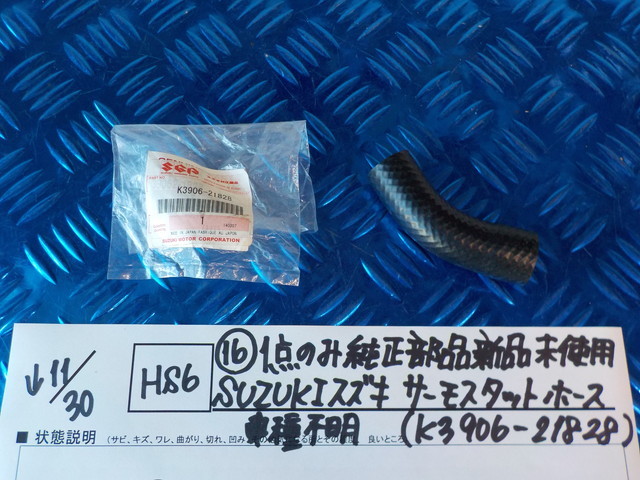 SGP
K3906-21828
1
SUZUKI MOTOR CORPORATION
↓11/30
HS6
⑯ 1点のみ純正部品新品未使用
SUZUKIスズキ サーモスタットホース
車種不明 (K3906-21828)
■ 状態説明 (サビ、キズ、ワレ、曲がり、切れ、凹み 良いところ